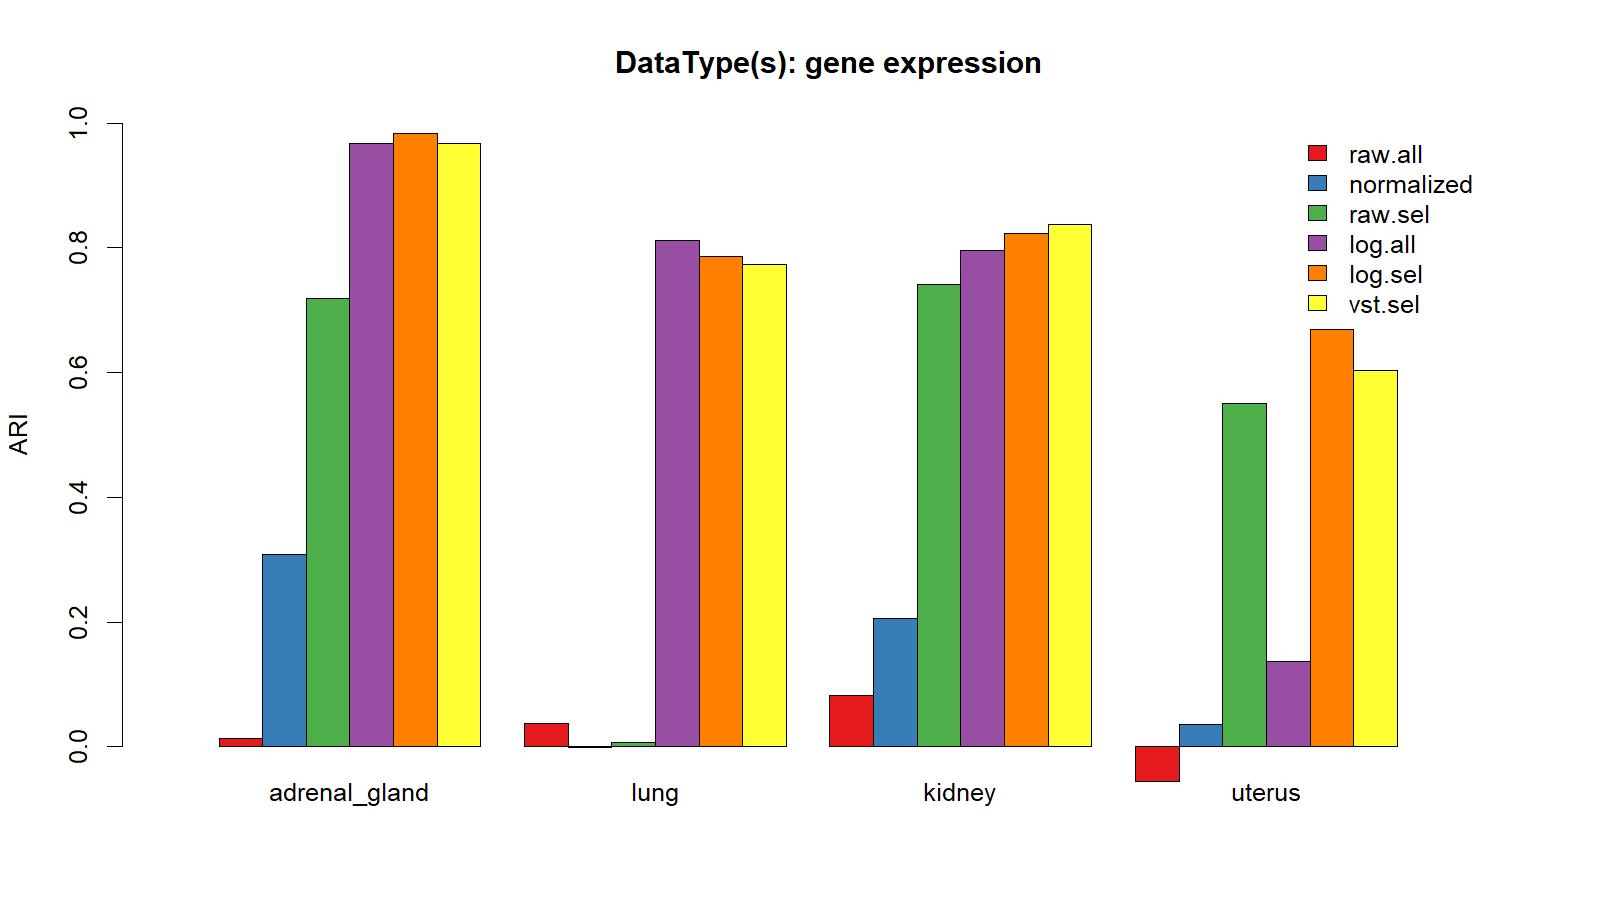 DataType(s): gene expression
ARI
1.0
0.8
0.6
0.4
0.2
0.0
raw.all
normalized
raw.sel
log.all
log.sel
vst.sel
adrenal_gland
lung
kidney
uterus